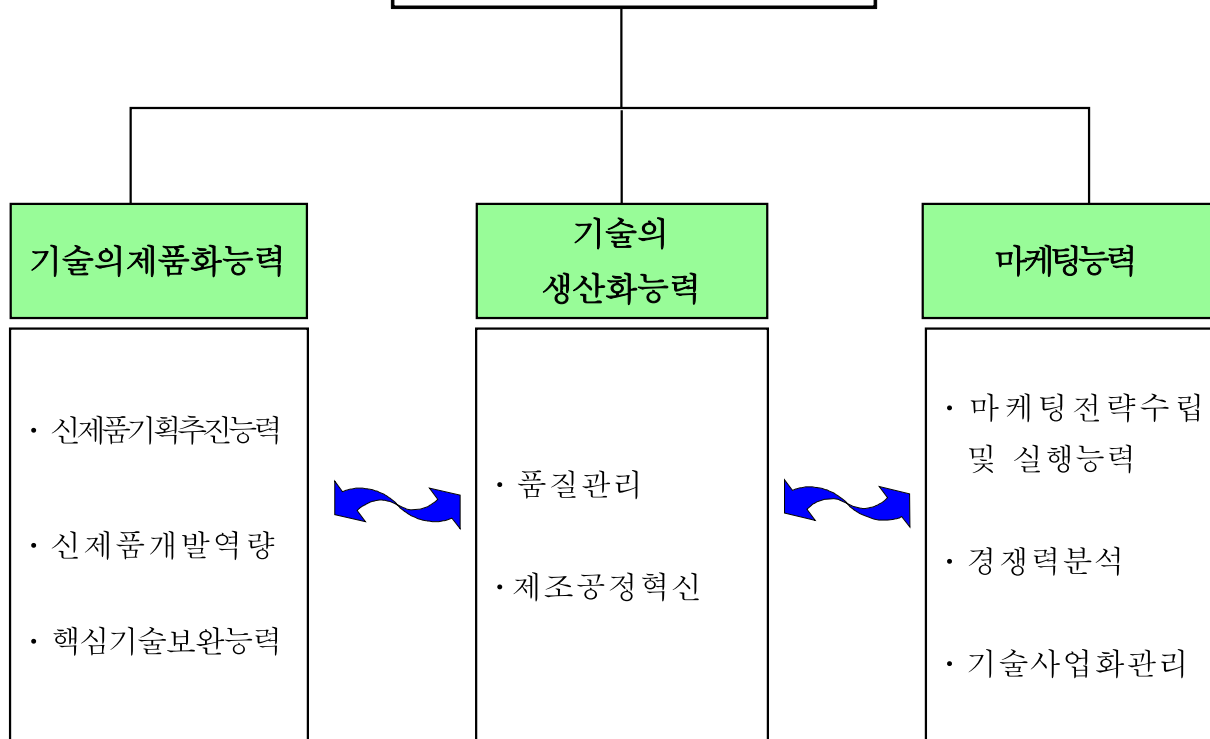 기술의제품화능력
기술의
생산화능력
마케팅능력
· 신제품기획추진능력
· 신제품개발역량
· 핵심기술보완능력
· 품질관리
· 제조공정혁신
· 마케팅전략수립
및 실행능력
· 경쟁력분석
· 기술사업화관리